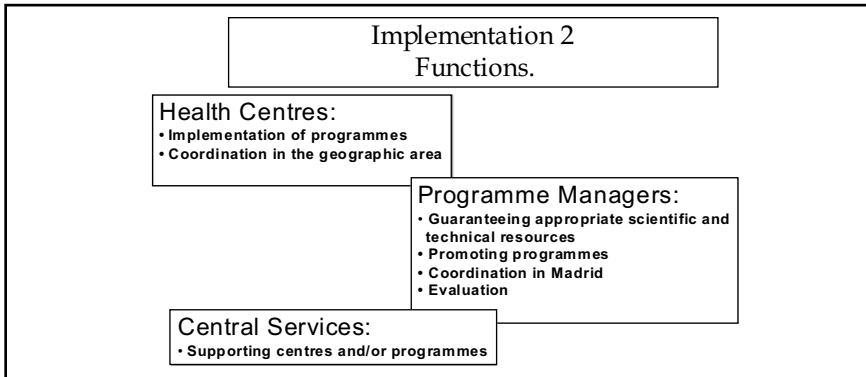 Implementation 2
Functions.
Health Centres:
• Implementation of programmes
• Coordination in the geographic area
Programme Managers:
• Guaranteeing appropriate scientific and
technical resources
• Promoting programmes
• Coordination in Madrid
• Evaluation
Central Services:
• Supporting centres and/or programmes